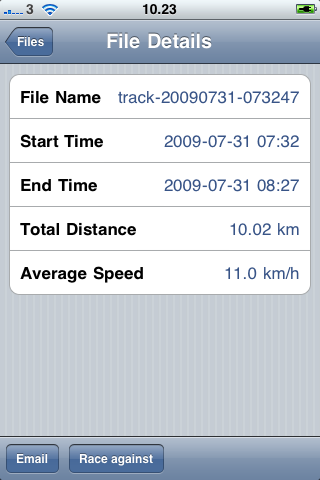 3 10.23
Files File Details
File Name track-20090731-073247
Start Time 2009-07-31 07:32
End Time 2009-07-31 08:27
Total Distance 10.02 km
Average Speed 11.0 km/h
Email Race against